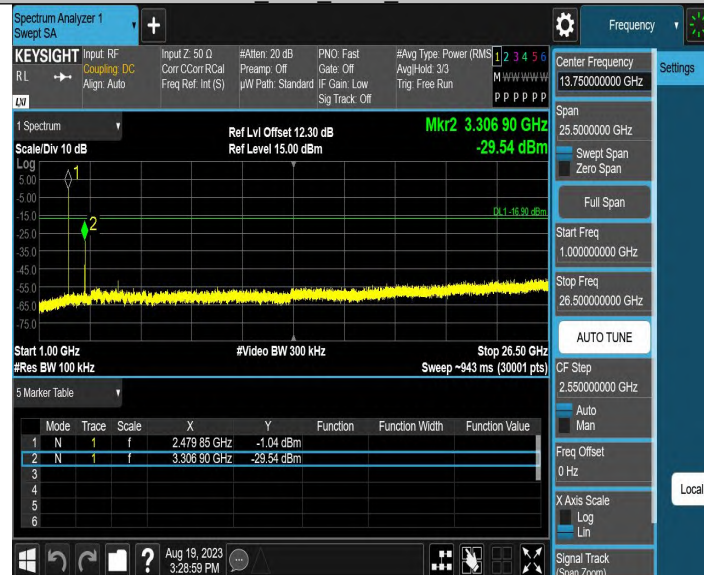 Spectrum Analyzer 1
Swept SA
Frequency
KEYSIGHT
RL
LXI
Input: RF
Coupling: DC
Align: Auto
Input Z: 50 Ω
Corr CCorr RCal
Freq Ref: Int (S)
#Atten: 20 dB
Preamp: Off
µW Path: Standard
PNO: Fast
Gate: Off
IF Gain: Low
Sig Track: Off
#Avg Type: Power (RMS
Avg|Hold: 3/3
Trig: Free Run
1 2 3 4 5 6
M W W W W W
P P P P P P
1 Spectrum
Scale/Div 10 dB
Ref Lvl Offset 12.30 dB
Ref Level 15.00 dBm
Mkr2 3.306 90 GHz
-29.54 dBm
Log
5.00
-5.00
-15.0
-25.0
-35.0
-45.0
-55.0
-65.0
-75.0
1
2
DL1 -16.90 dBm
Start 1.00 GHz
#Res BW 100 kHz
#Video BW 300 kHz
Stop 26.50 GHz
Sweep ~943 ms (30001 pts)
5 Marker Table
Mode Trace Scale X Y Function Function Width Function Value
1 N 1 f 2.479 85 GHz -1.04 dBm
2 N 1 f 3.306 90 GHz -29.54 dBm
3
4
5
6
?
Aug 19, 2023
3:28:59 PM
Center Frequency
13.750000000 GHz
Settings
Span
25.5000000 GHz
Swept Span
Zero Span
Full Span
Start Freq
1.000000000 GHz
Stop Freq
26.500000000 GHz
AUTO TUNE
CF Step
2.550000000 GHz
Auto
Man
Freq Offset
0 Hz
X Axis Scale
Log
Lin
Local
Signal Track
(Span Zoom)